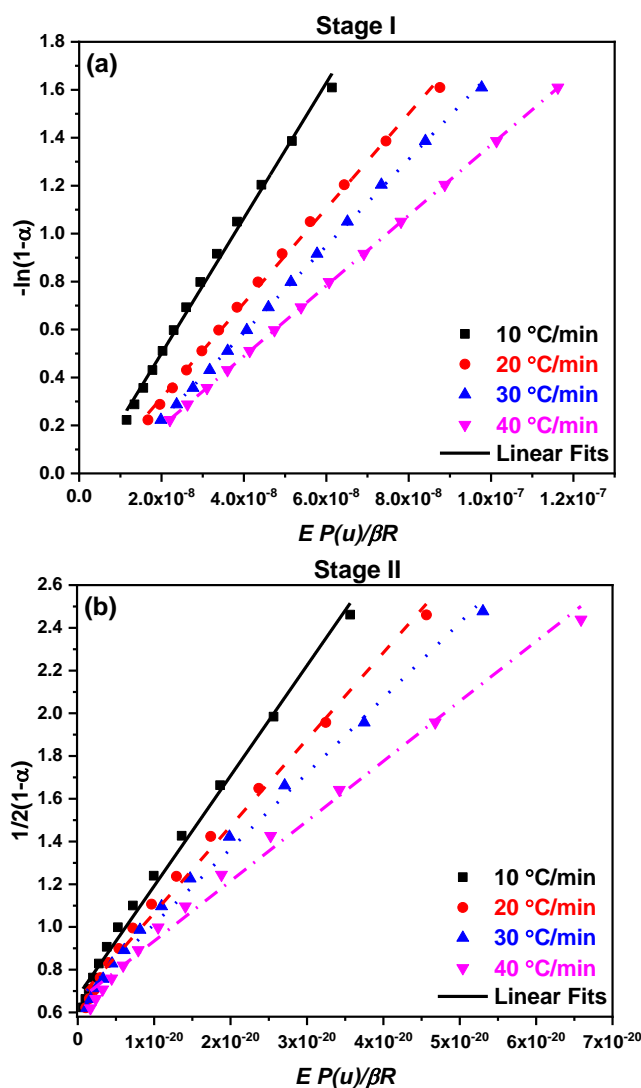 Stage I
(a)
1.8
1.6
1.4
1.2
1.0
0.8
0.6
0.4
0.2
0.0
-ln(1-α)
10 °C/min
20 °C/min
30 °C/min
40 °C/min
Linear Fits
0.0 2.0x10⁻⁸ 4.0x10⁻⁸ 6.0x10⁻⁸ 8.0x10⁻⁸ 1.0x10⁻⁷ 1.2x10⁻⁷
E P(u)/βR
Stage II
(b)
2.6
2.4
2.2
2.0
1.8
1.6
1.4
1.2
1.0
0.8
0.6
1/2(1-α)
10 °C/min
20 °C/min
30 °C/min
40 °C/min
Linear Fits
0 1x10⁻²⁰ 2x10⁻²⁰ 3x10⁻²⁰ 4x10⁻²⁰ 5x10⁻²⁰ 6x10⁻²⁰ 7x10⁻²⁰
E P(u)/βR